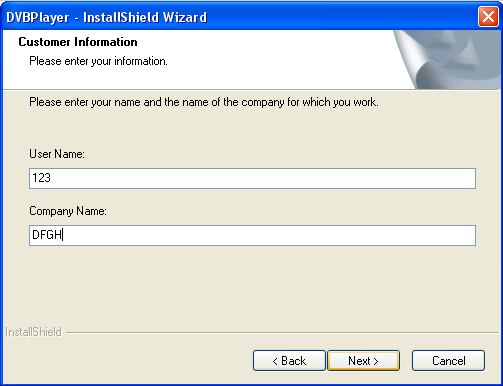 DVBPlayer - InstallShield Wizard
Customer Information
Please enter your information.
Please enter your name and the name of the company for which you work.
User Name:
123
Company Name:
DFGH
InstallShield
< Back
Next >
Cancel